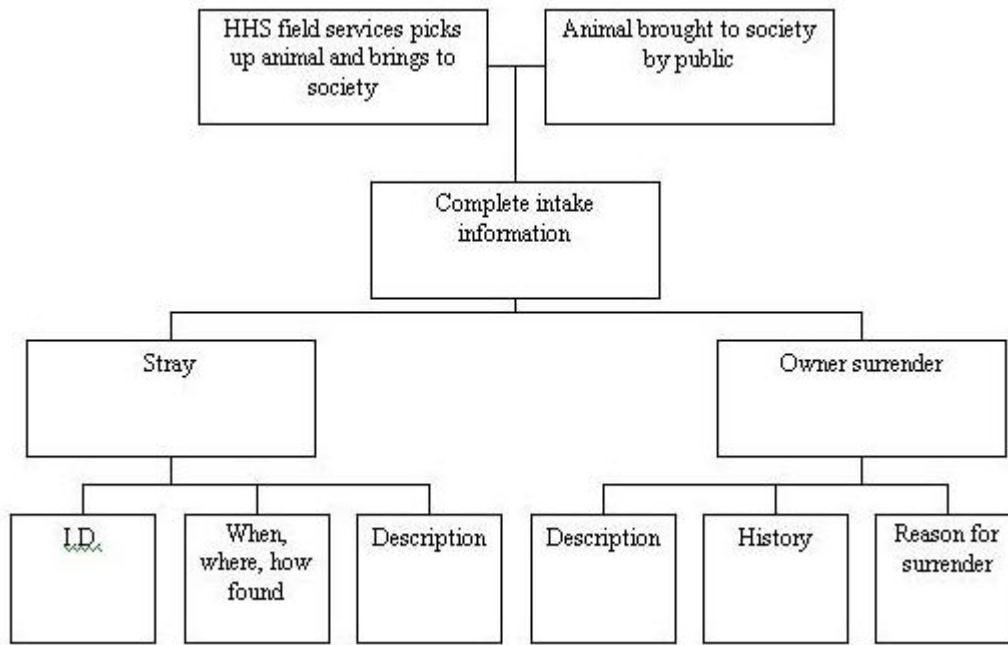 HHS field services picks
up animal and brings to
society
Animal brought to society
by public
Complete intake
information
Stray
Owner surrender
I.D.
When,
where, how
found
Description
Description
History
Reason for
surrender